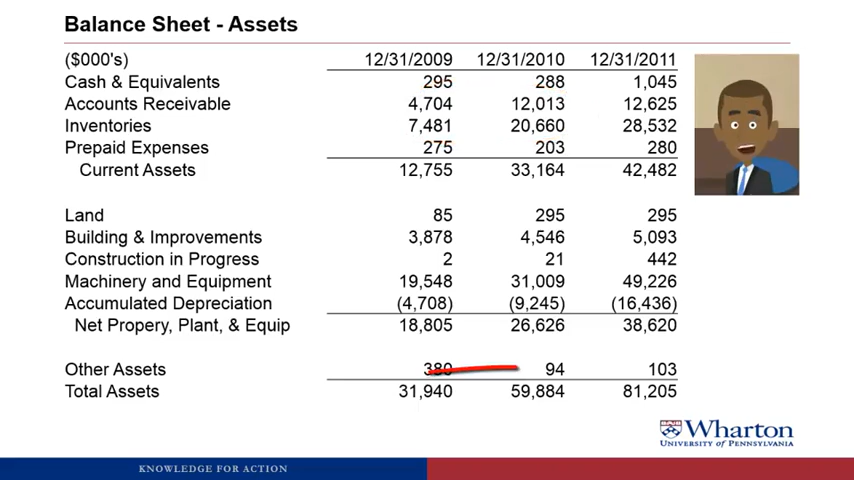 Balance Sheet - Assets
($000's) 12/31/2009 12/31/2010 12/31/2011
Cash & Equivalents 295 288 1,045
Accounts Receivable 4,704 12,013 12,625
Inventories 7,481 20,660 28,532
Prepaid Expenses 275 203 280
Current Assets 12,755 33,164 42,482
Land 85 295 295
Building & Improvements 3,878 4,546 5,093
Construction in Progress 2 21 442
Machinery and Equipment 19,548 31,009 49,226
Accumulated Depreciation (4,708) (9,245) (16,436)
Net Propery, Plant, & Equip 18,805 26,626 38,620
Other Assets 380 94 103
Total Assets 31,940 59,884 81,205
Wharton
UNIVERSITY of PENNSYLVANIA
KNOWLEDGE FOR ACTION